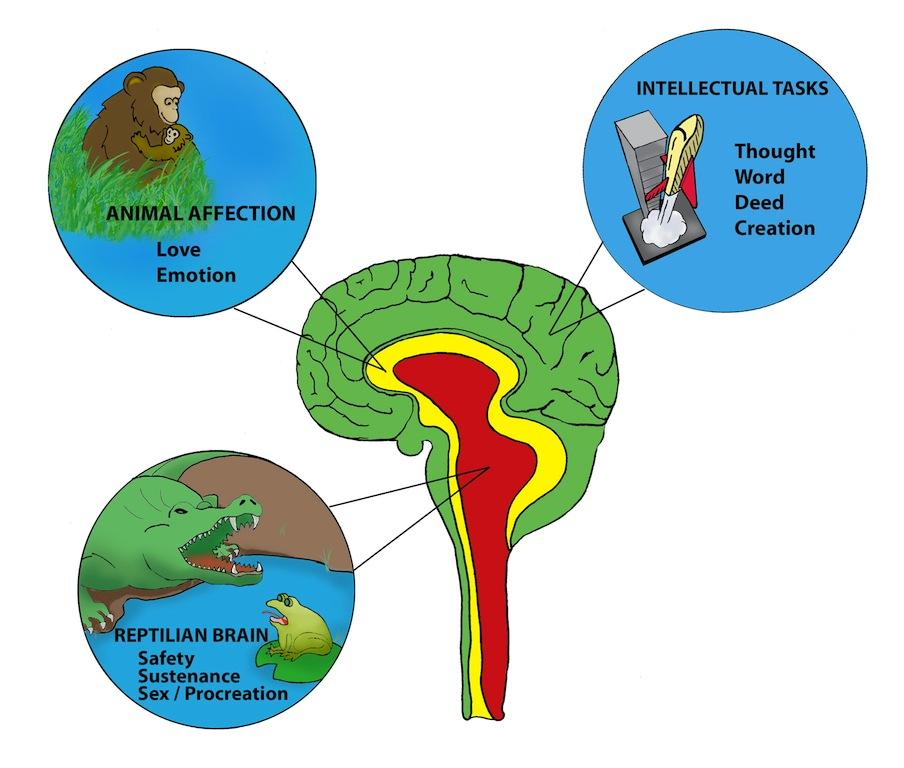 ANIMAL AFFECTION
Love
Emotion
INTELLECTUAL TASKS
Thought
Word
Deed
Creation
REPTILIAN BRAIN
Safety
Sustenance
Sex / Procreation